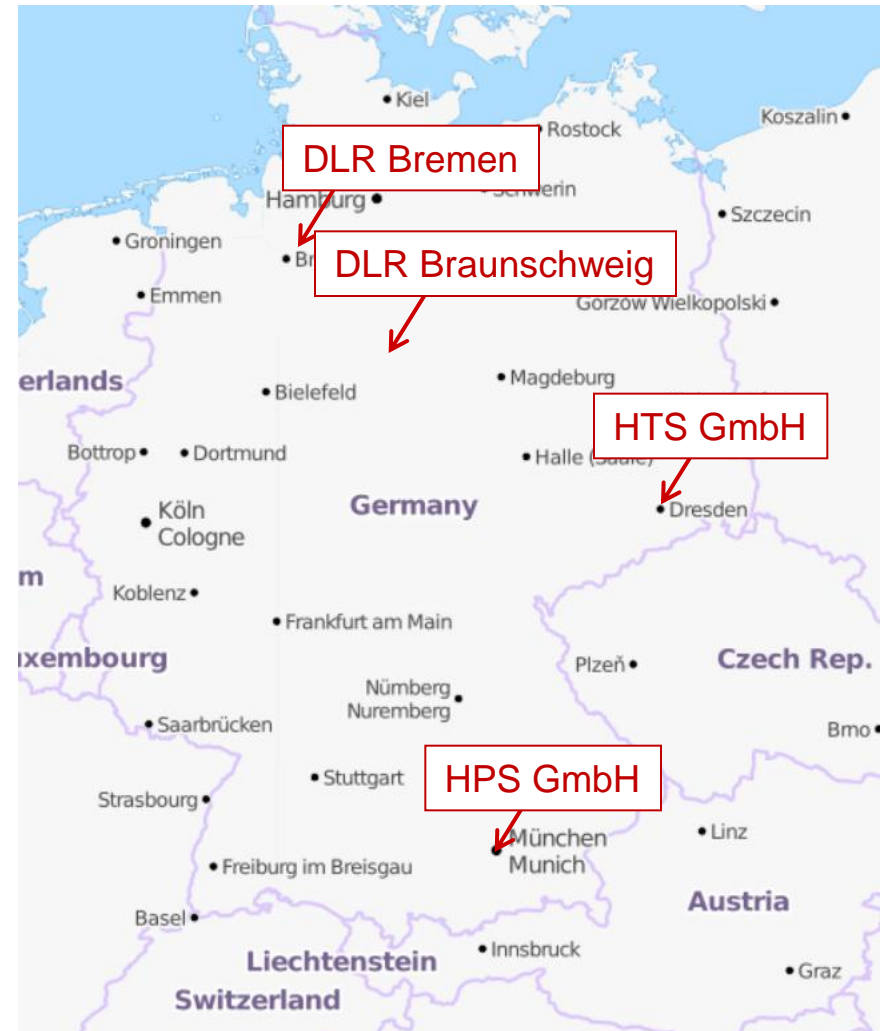 Kiel
Koszalin
Rostock
DLR Bremen
Hamburg
Szczecin
Groningen
DLR Braunschweig
Emmen
Gorzów Wielkopolski
erlands
Magdeburg
Bielefeld
HTS GmbH
Bottrop
Dortmund
Halle (Saale)
Germany
Köln
Cologne
Dresden
m
Koblenz
Frankfurt am Main
uxembourg
Plzeň
Czech Rep.
Nürnberg
Nuremberg
Saarbrücken
Brno
Stuttgart
HPS GmbH
Strasbourg
München
Munich
Linz
Freiburg im Breisgau
Austria
Basel
Innsbruck
Liechtenstein
Graz
Switzerland